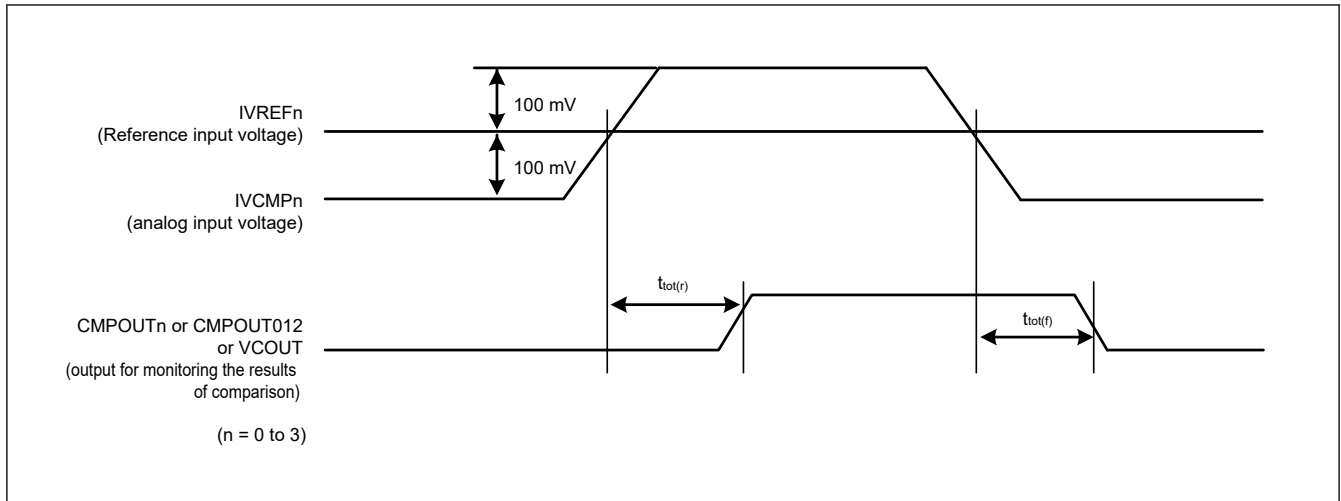 100 mV
IVREFn
(Reference input voltage)
100 mV
IVCMPn
(analog input voltage)
ttot(r)
ttot(f)
CMPOUTn or CMPOUT012
or VCOUT
(output for monitoring the results
of comparison)
(n = 0 to 3)